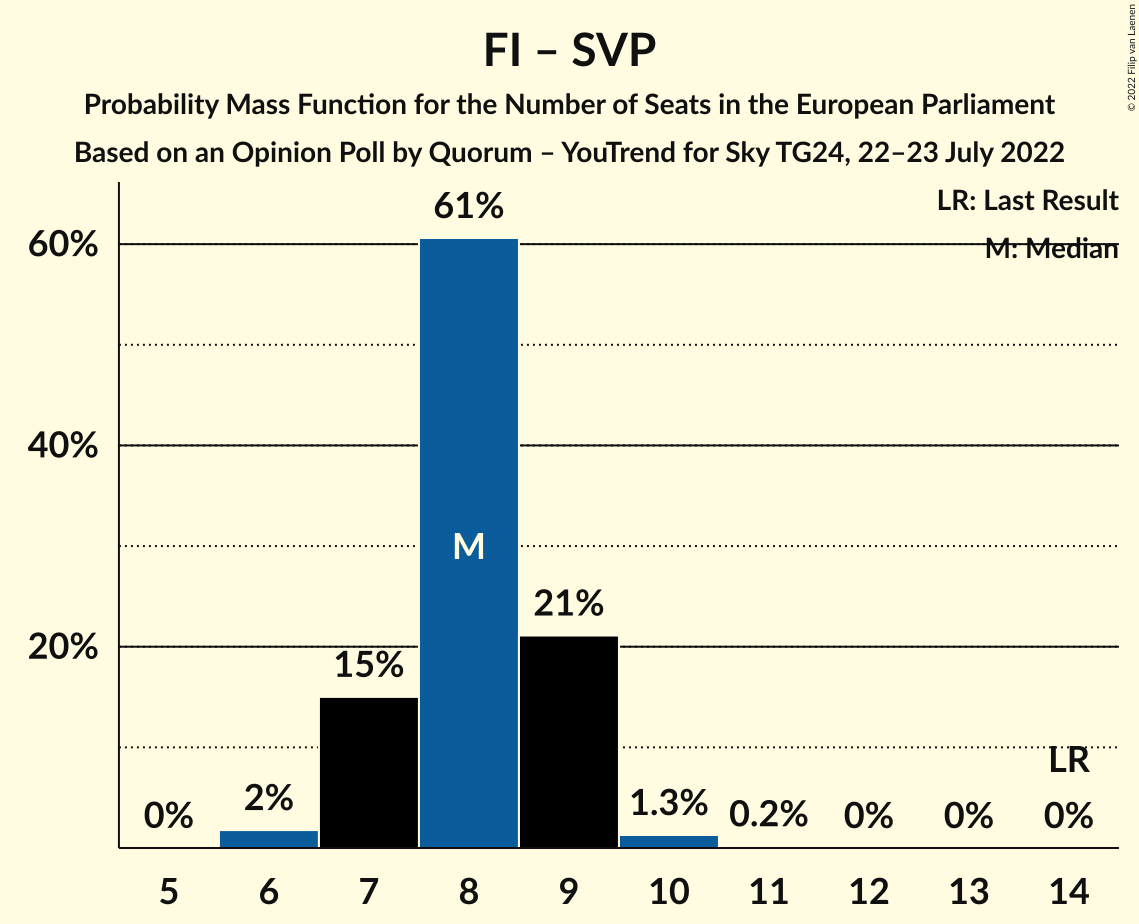 FI – SVP
Probability Mass Function for the Number of Seats in the European Parliament
Based on an Opinion Poll by Quorum – YouTrend for Sky TG24, 22–23 July 2022
© 2022 Filip van Laenen
LR: Last Result
M: Median
60%
40%
20%
0%
2%
15%
61%
M
21%
1.3%
0.2%
0%
0%
LR
0%
5 6 7 8 9 10 11 12 13 14